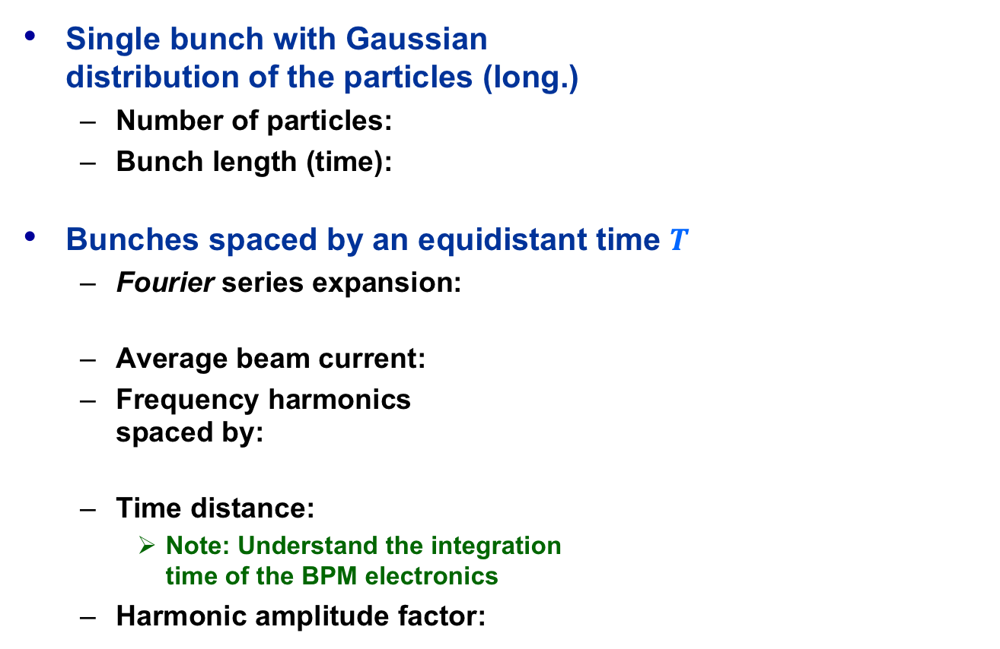 • Single bunch with Gaussian
distribution of the particles (long.)
– Number of particles:
– Bunch length (time):
• Bunches spaced by an equidistant time T
– Fourier series expansion:
– Average beam current:
– Frequency harmonics
spaced by:
– Time distance:
➢ Note: Understand the integration
time of the BPM electronics
– Harmonic amplitude factor: